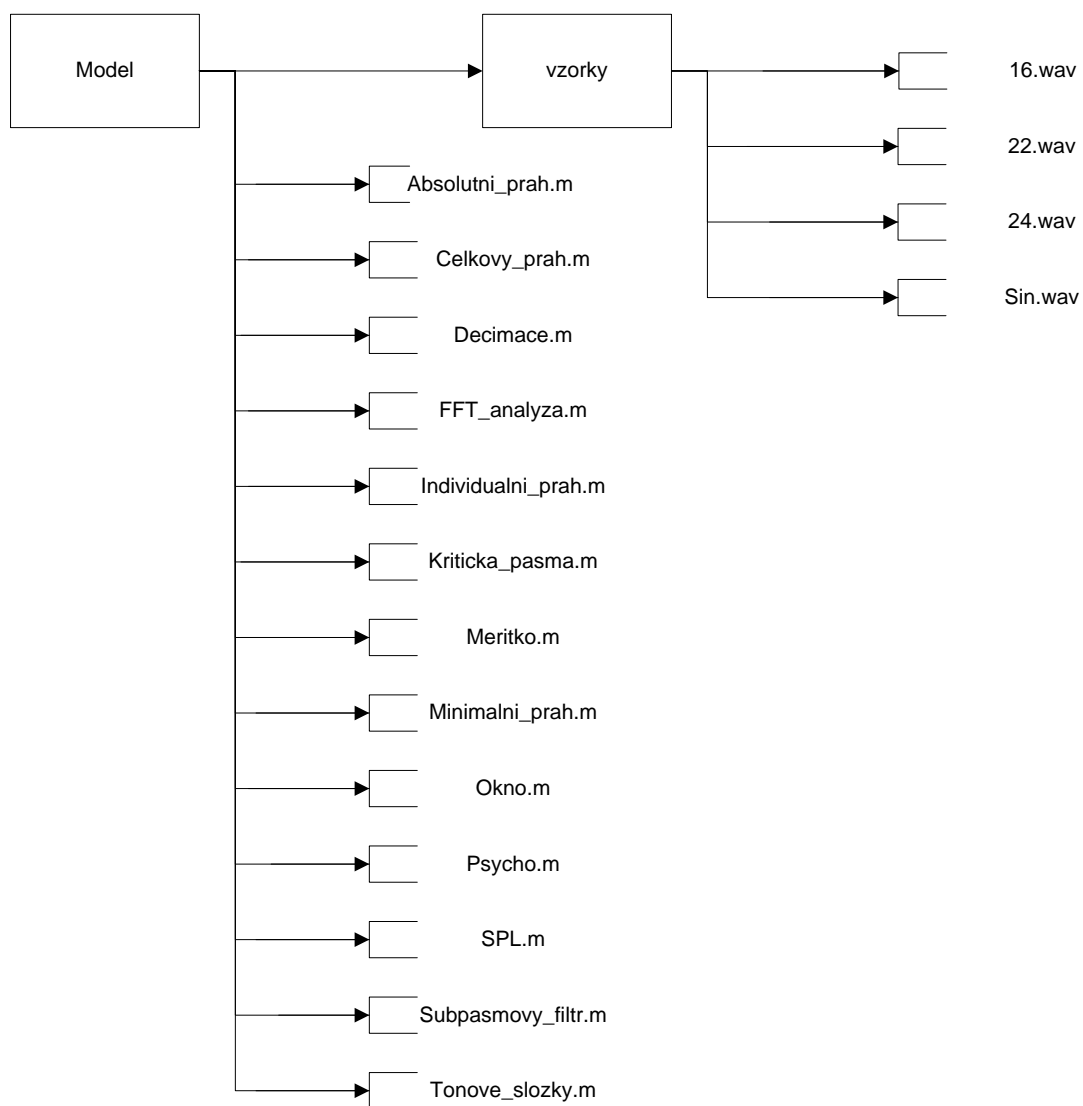 Model
vzorky
16.wav
22.wav
24.wav
Sin.wav
Absolutni_prah.m
Celkovy_prah.m
Decimace.m
FFT_analyza.m
Individualni_prah.m
Kriticka_pasma.m
Meritko.m
Minimalni_prah.m
Okno.m
Psycho.m
SPL.m
Subpasmovy_filtr.m
Tonove_slozky.m